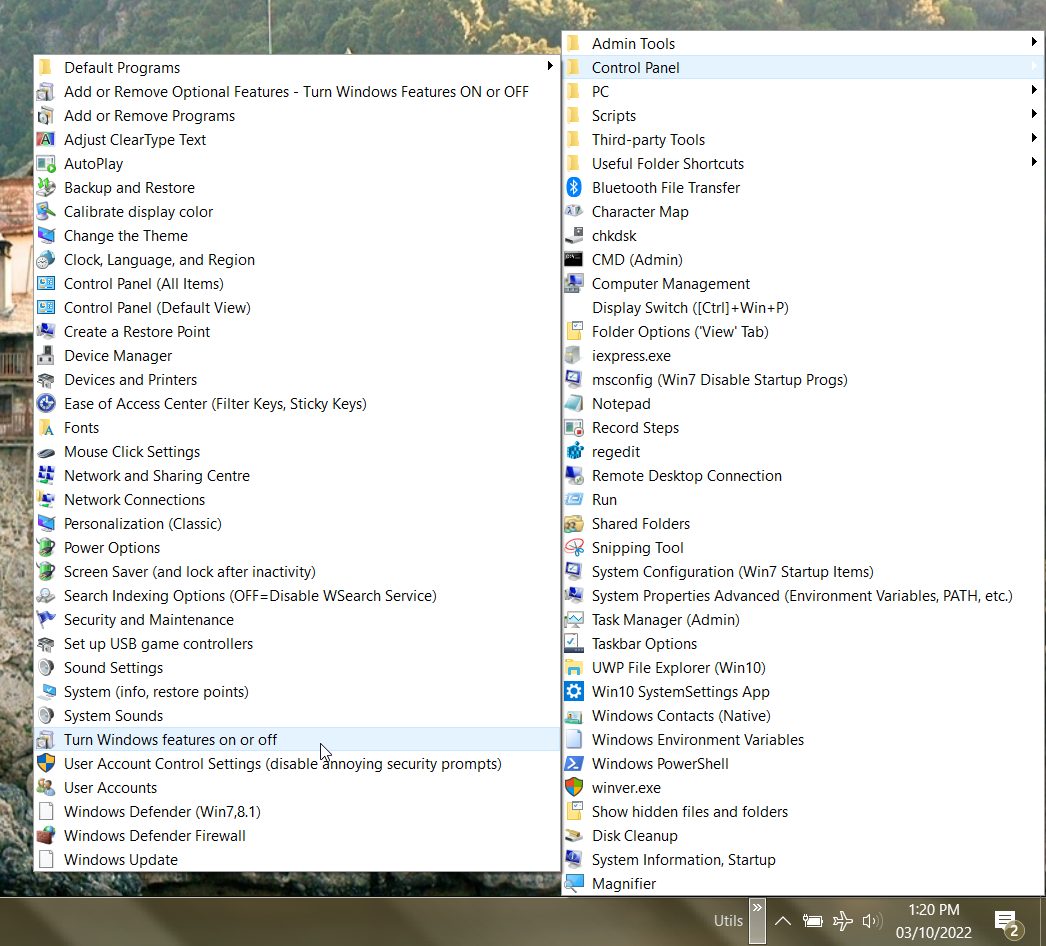 Default Programs
Add or Remove Optional Features - Turn Windows Features ON or OFF
Add or Remove Programs
Adjust ClearType Text
AutoPlay
Backup and Restore
Calibrate display color
Change the Theme
Clock, Language, and Region
Control Panel (All Items)
Control Panel (Default View)
Create a Restore Point
Device Manager
Devices and Printers
Ease of Access Center (Filter Keys, Sticky Keys)
Fonts
Mouse Click Settings
Network and Sharing Centre
Network Connections
Personalization (Classic)
Power Options
Screen Saver (and lock after inactivity)
Search Indexing Options (OFF=Disable WSearch Service)
Security and Maintenance
Set up USB game controllers
Sound Settings
System (info, restore points)
System Sounds
Turn Windows features on or off
User Account Control Settings (disable annoying security prompts)
User Accounts
Windows Defender (Win7,8.1)
Windows Defender Firewall
Windows Update
Admin Tools
Control Panel
PC
Scripts
Third-party Tools
Useful Folder Shortcuts
Bluetooth File Transfer
Character Map
chkdsk
CMD (Admin)
Computer Management
Display Switch ([Ctrl]+Win+P)
Folder Options ('View' Tab)
iexpress.exe
msconfig (Win7 Disable Startup Progs)
Notepad
Record Steps
regedit
Remote Desktop Connection
Run
Shared Folders
Snipping Tool
System Configuration (Win7 Startup Items)
System Properties Advanced (Environment Variables, PATH, etc.)
Task Manager (Admin)
Taskbar Options
UWP File Explorer (Win10)
Win10 SystemSettings App
Windows Contacts (Native)
Windows Environment Variables
Windows PowerShell
winver.exe
Show hidden files and folders
Disk Cleanup
System Information, Startup
Magnifier
Utils
»
1:20 PM
03/10/2022
2